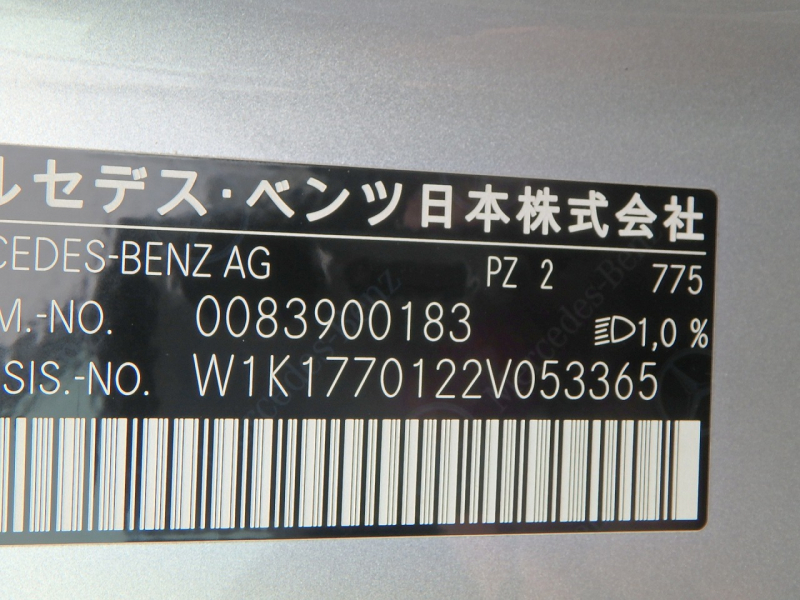 ルセデス・ベンツ日本株式会社
CEDES-BENZ AG PZ 2 775
M.-NO. 0083900183 1,0 %
SIS.-NO. W1K1770122V053365